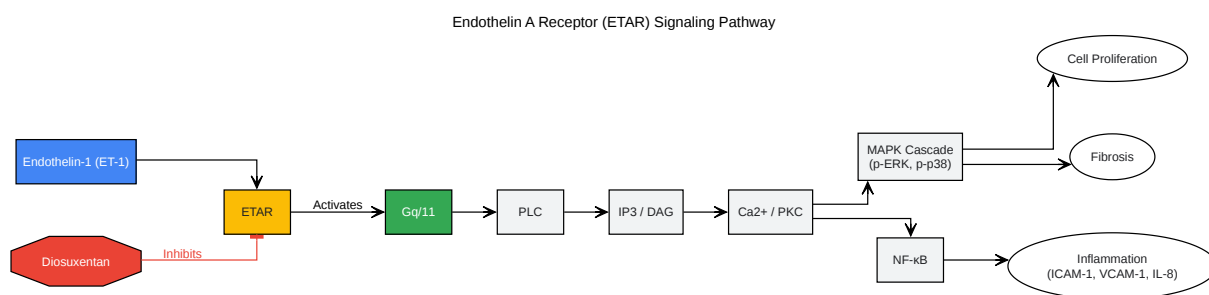 Endothelin A Receptor (ETAR) Signaling Pathway
Cell Proliferation
Endothelin-1 (ET-1)
MAPK Cascade
(p-ERK, p-p38)
Fibrosis
ETAR
Activates
Gq/11
PLC
IP3 / DAG
Ca2+ / PKC
Diosuxentan
Inhibits
NF-κB
Inflammation
(ICAM-1, VCAM-1, IL-8)